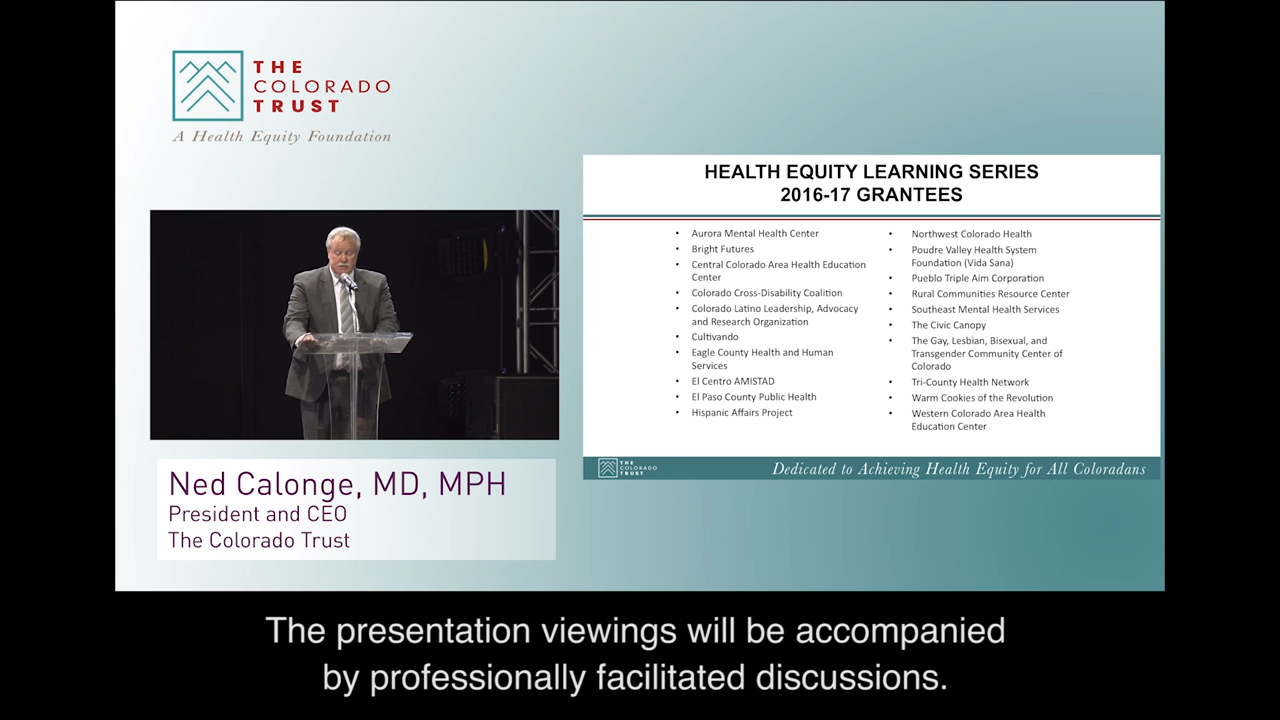 THE
COLORADO
TRUST
A Health Equity Foundation
HEALTH EQUITY LEARNING SERIES
2016-17 GRANTEES
• Aurora Mental Health Center
• Bright Futures
• Central Colorado Area Health Education
Center
• Colorado Cross-Disability Coalition
• Colorado Latino Leadership, Advocacy
and Research Organization
• Cultivando
• Eagle County Health and Human
Services
• El Centro AMISTAD
• El Paso County Public Health
• Hispanic Affairs Project
• Northwest Colorado Health
• Poudre Valley Health System
Foundation (Vida Sana)
• Pueblo Triple Aim Corporation
• Rural Communities Resource Center
• Southeast Mental Health Services
• The Civic Canopy
• The Gay, Lesbian, Bisexual, and
Transgender Community Center of
Colorado
• Tri-County Health Network
• Warm Cookies of the Revolution
• Western Colorado Area Health
Education Center
THE
COLORADO
TRUST
Dedicated to Achieving Health Equity for All Coloradans
Ned Calonge, MD, MPH
President and CEO
The Colorado Trust
The presentation viewings will be accompanied
by professionally facilitated discussions.